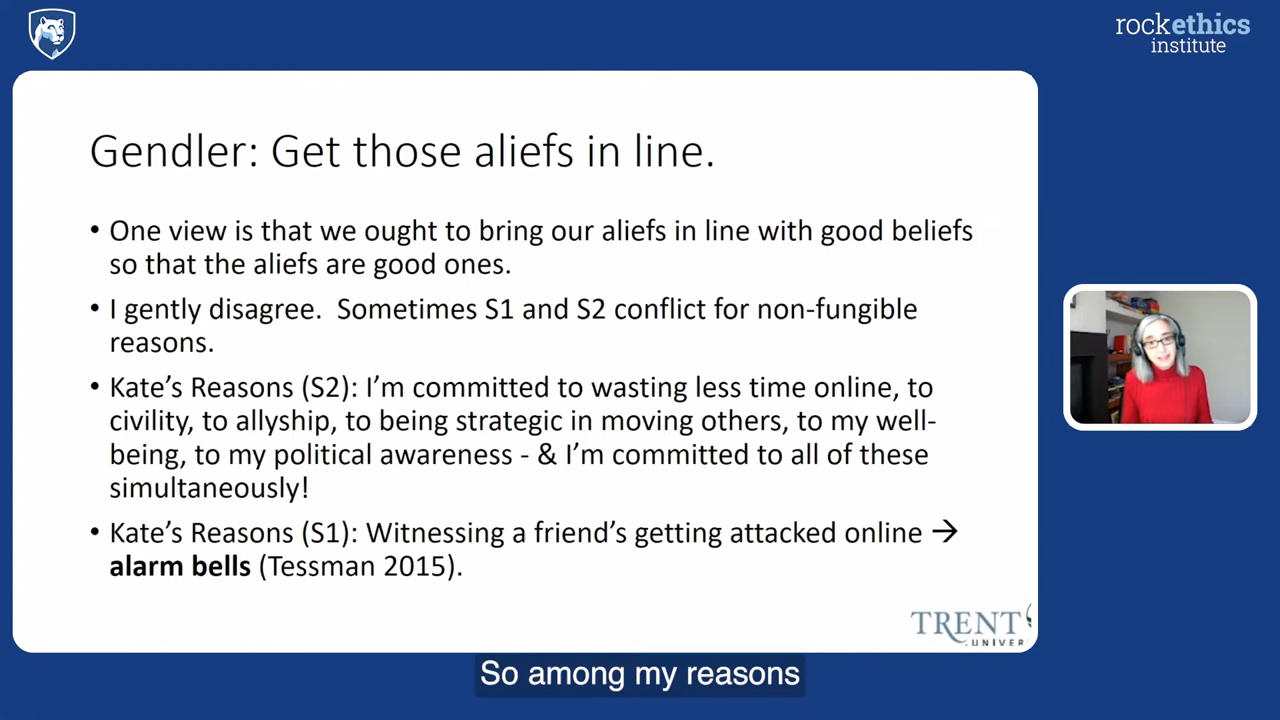 rockethics
institute
Gendler: Get those aliefs in line.
• One view is that we ought to bring our aliefs in line with good beliefs
so that the aliefs are good ones.
• I gently disagree.  Sometimes S1 and S2 conflict for non-fungible
reasons.
• Kate's Reasons (S2): I'm committed to wasting less time online, to
civility, to allyship, to being strategic in moving others, to my well-
being, to my political awareness - & I'm committed to all of these
simultaneously!
• Kate's Reasons (S1): Witnessing a friend's getting attacked online →
alarm bells (Tessman 2015).
TRENT
UNIVER
So among my reasons